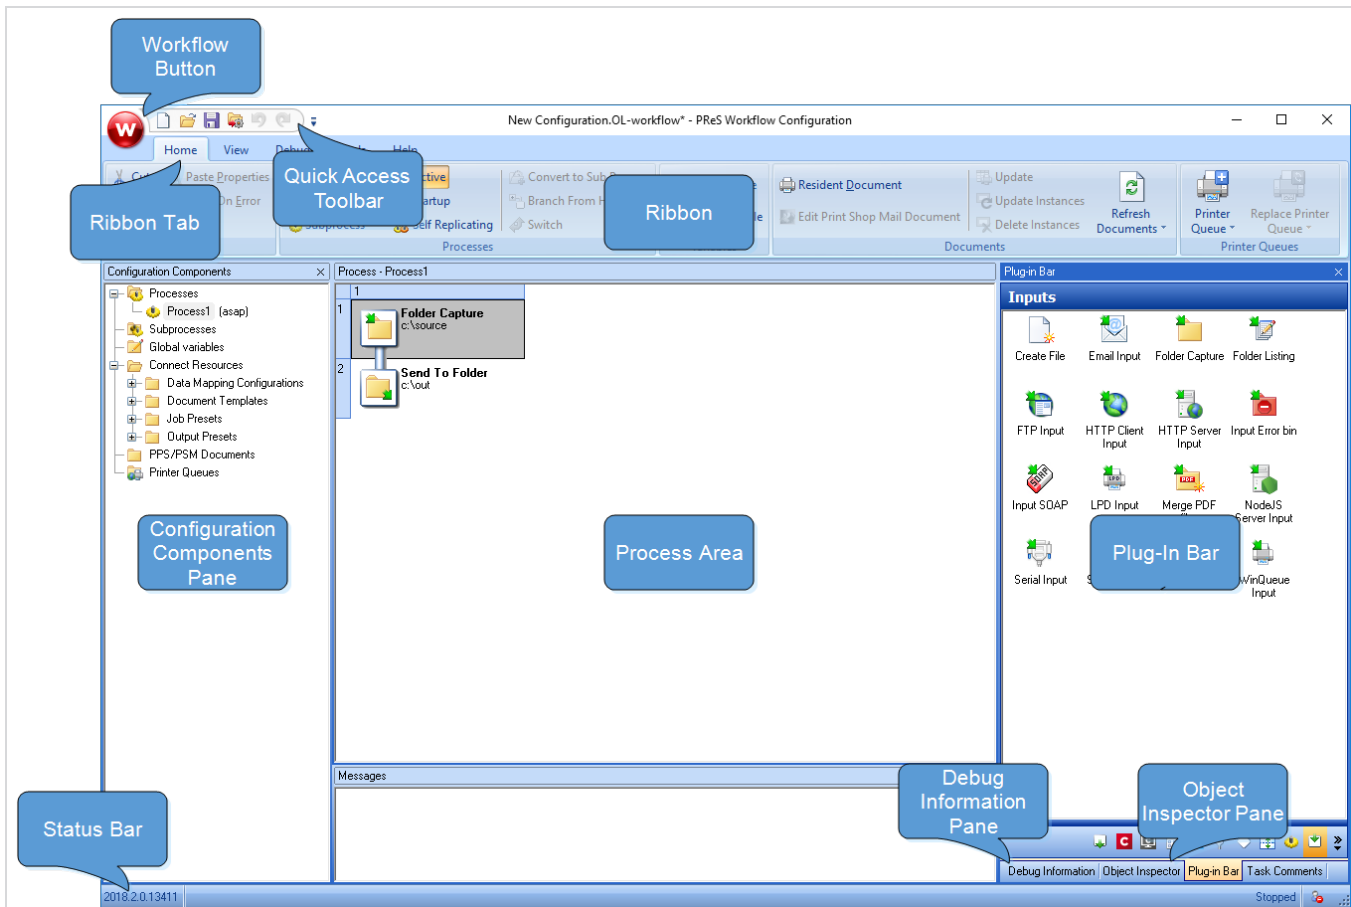 Workflow
Button
W
New Configuration.OL-workflow* - PReS Workflow Configuration
Home View Help
Quick Access
Toolbar
Ribbon Tab
Ribbon
Paste Properties
On Error
Subprocess
Self Replicating
Convert to Sub
Branch From
Switch
Processes
Resident Document
Edit Print Shop Mail Document
Update
Update Instances
Delete Instances
Refresh
Documents
Documents
Printer
Queue
Replace Printer
Queue
Printer Queues
Configuration Components
Processes
Process1 (asap)
Subprocesses
Global variables
Connect Resources
Data Mapping Configurations
Document Templates
Job Presets
Output Presets
PPS/PSM Documents
Printer Queues
Configuration
Components
Pane
Process - Process1
1
1
Folder Capture
c:\source
2
Send To Folder
c:\out
Process Area
Messages
Plug-in Bar
Inputs
Create File
Email Input
Folder Capture
Folder Listing
FTP Input
HTTP Client
Input
HTTP Server
Input
Input Error bin
Input SOAP
LPD Input
Merge PDF
NodeJS
Server Input
Serial Input
WinQueue
Input
Plug-In Bar
Debug
Information
Pane
Object
Inspector Pane
Debug Information Object Inspector Plug-in Bar Task Comments
Status Bar
2018.2.0.13411
Stopped